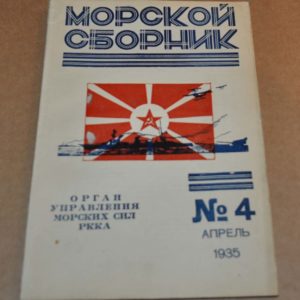 МОРСКОЙ
СБОРНИК
ОРГАН
УПРАВЛЕНИЯ
МОРСКИХ СИЛ
РККА
№ 4
АПРЕЛЬ
1935